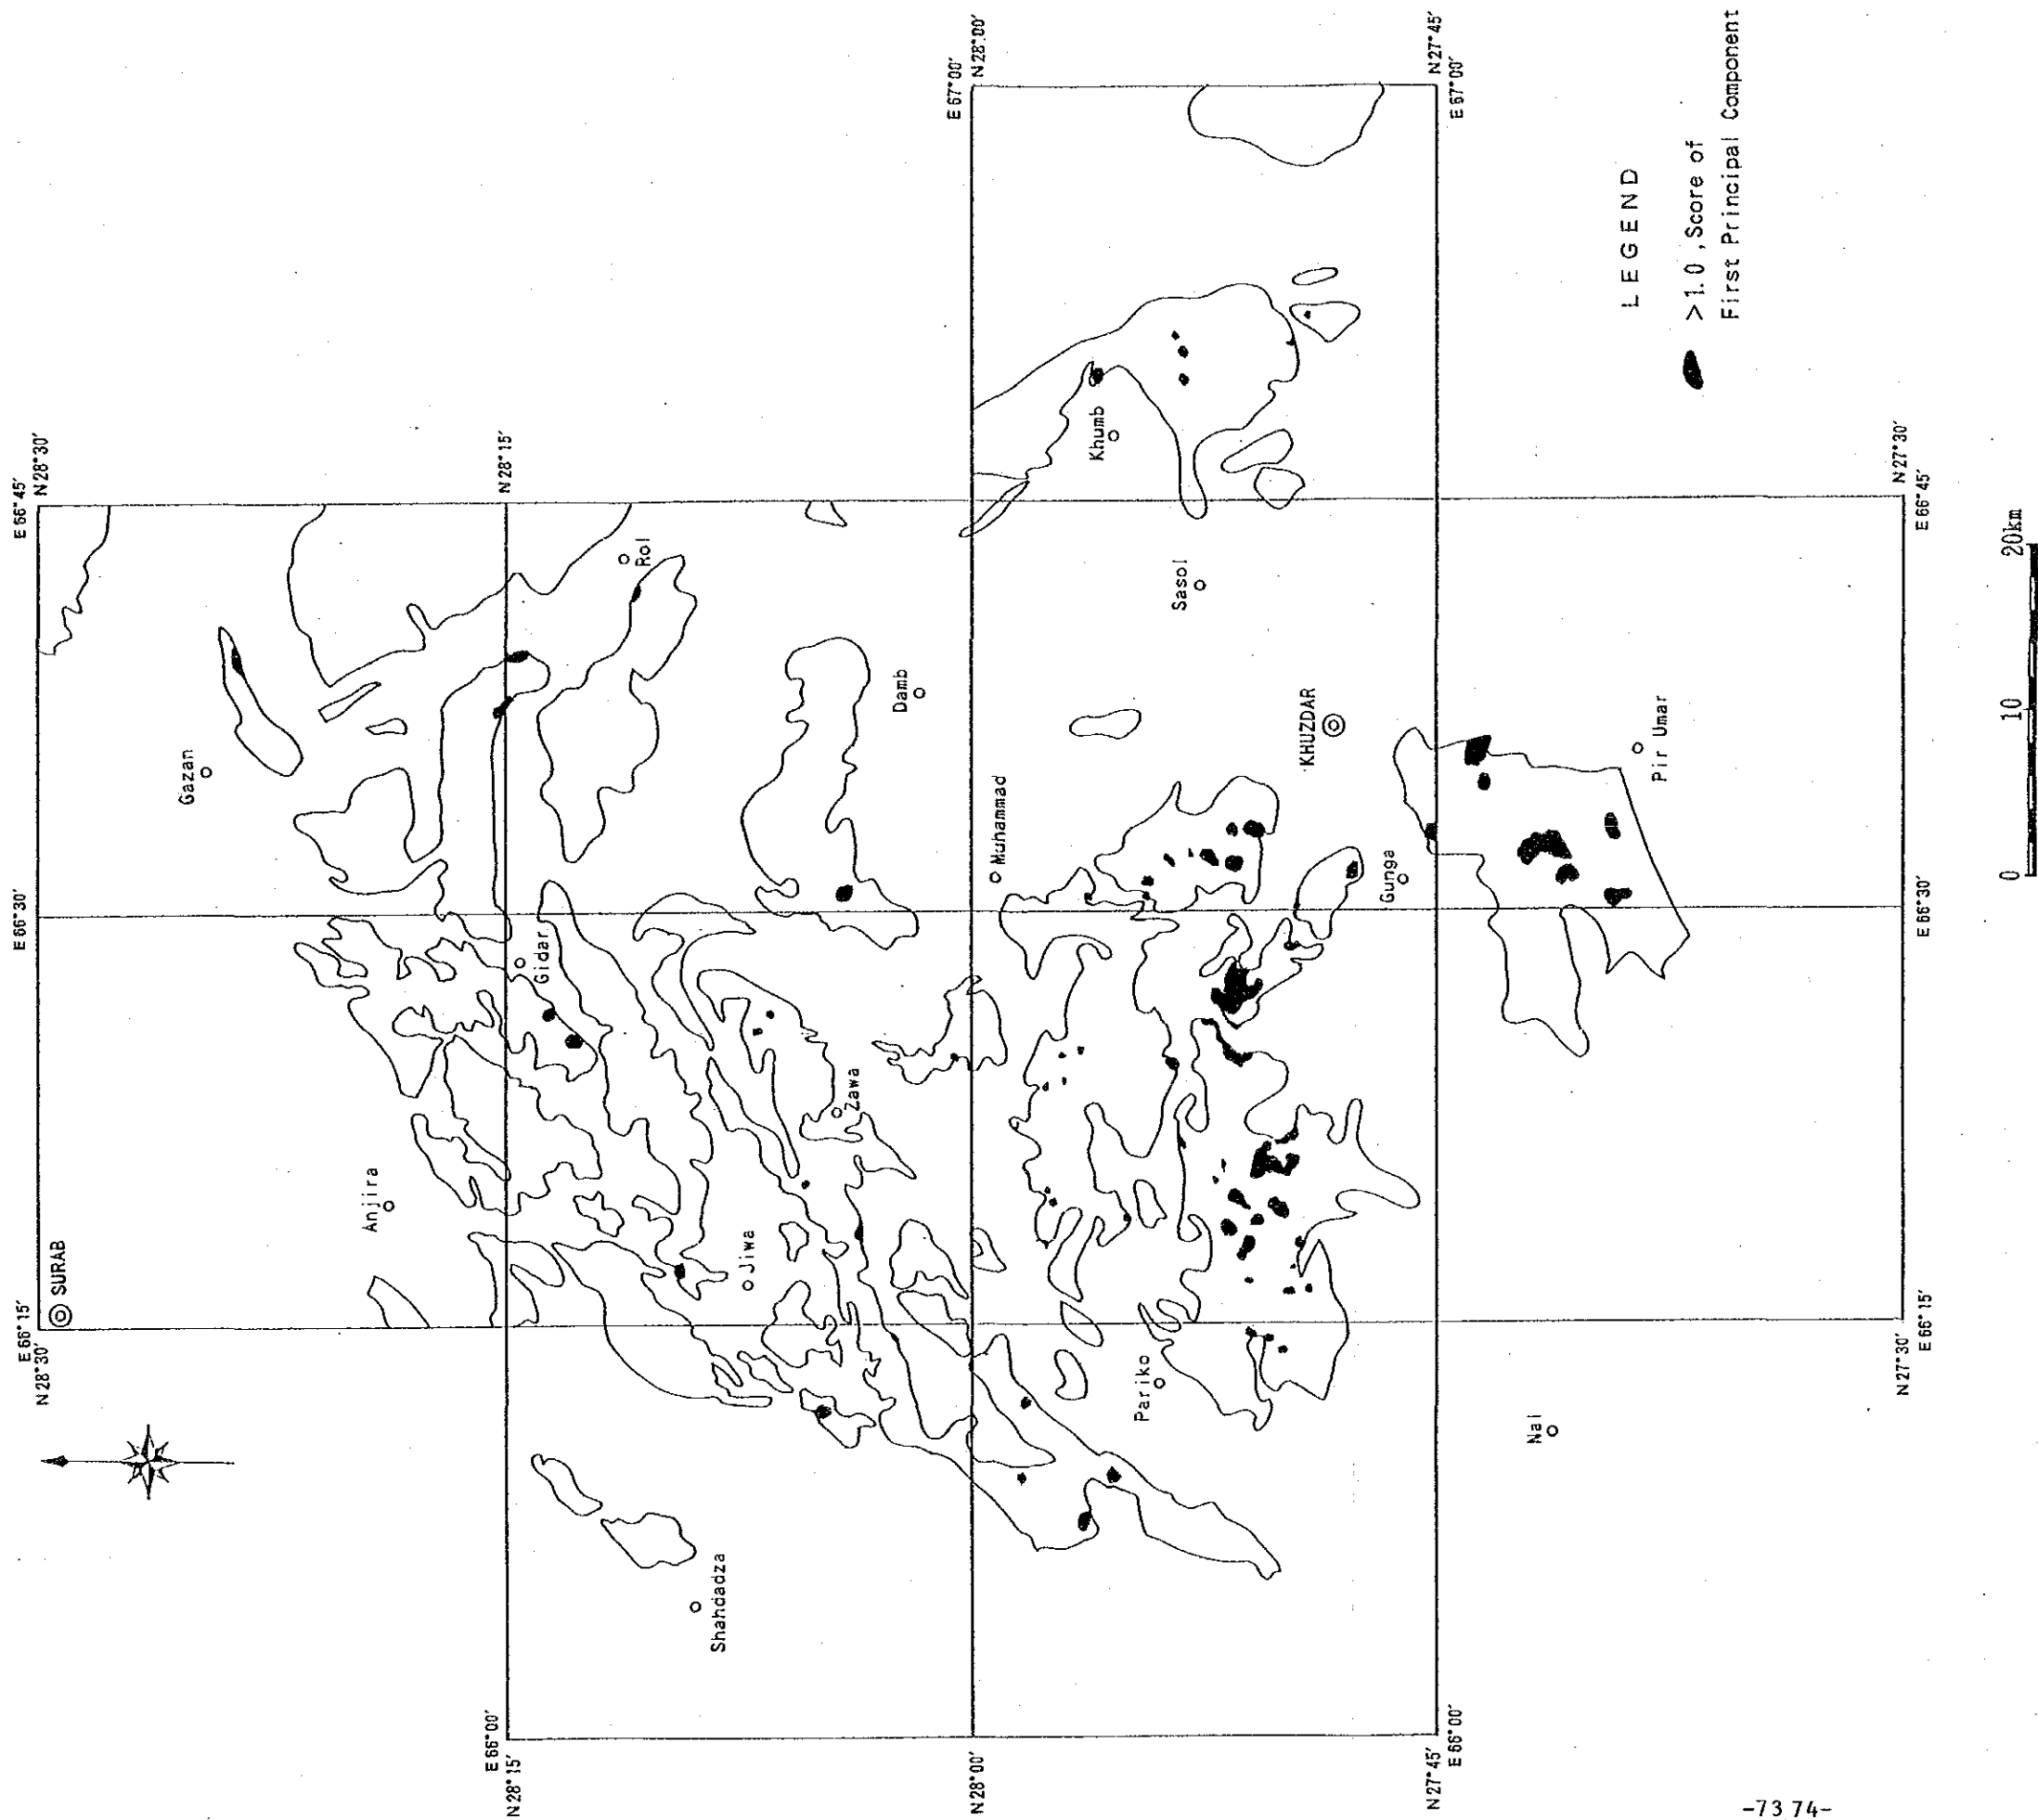 E 66°15′
N 28°30′
SURAB
E 66°30′
E 66°45′
N 28°30′
Gazan
Anjira
E 66°00′
N 28°15′
N 28°15′
Gidar
Rol
Shahdadza
Jiwa
Zawa
Damb
E 67°00′
N 28°00′
N 28°00′
Muhammad
Khumb
Pariko
Sasol
KHUZDAR
Gunga
N 27°45′
E 66°00′
N 27°45′
E 67°00′
Nal
Pir Umar
N 27°30′
E 66°15′
E 66°30′
N 27°30′
E 66°45′
LEGEND
>1.0, Score of
First Principal Component
0 10 20km
-73 74-